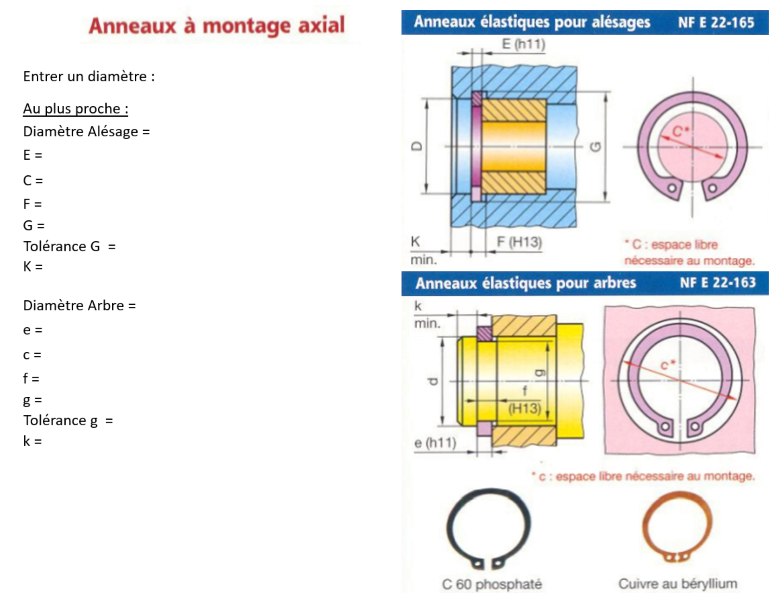 Anneaux à montage axial
Entrer un diamètre :
Au plus proche :
Diamètre Alésage =
E =
C =
F =
G =
Tolérance G =
K =
Diamètre Arbre =
e =
c =
f =
g =
Tolérance g =
k =
Anneaux élastiques pour alésages NF E 22-165
E (h11)
D
G
C*
K
min.
F (H13)
* C : espace libre
nécessaire au montage.
Anneaux élastiques pour arbres NF E 22-163
k
min.
d
g
f
(H13)
e (h11)
c*
* c : espace libre nécessaire au montage.
C 60 phosphaté
Cuivre au béryllium